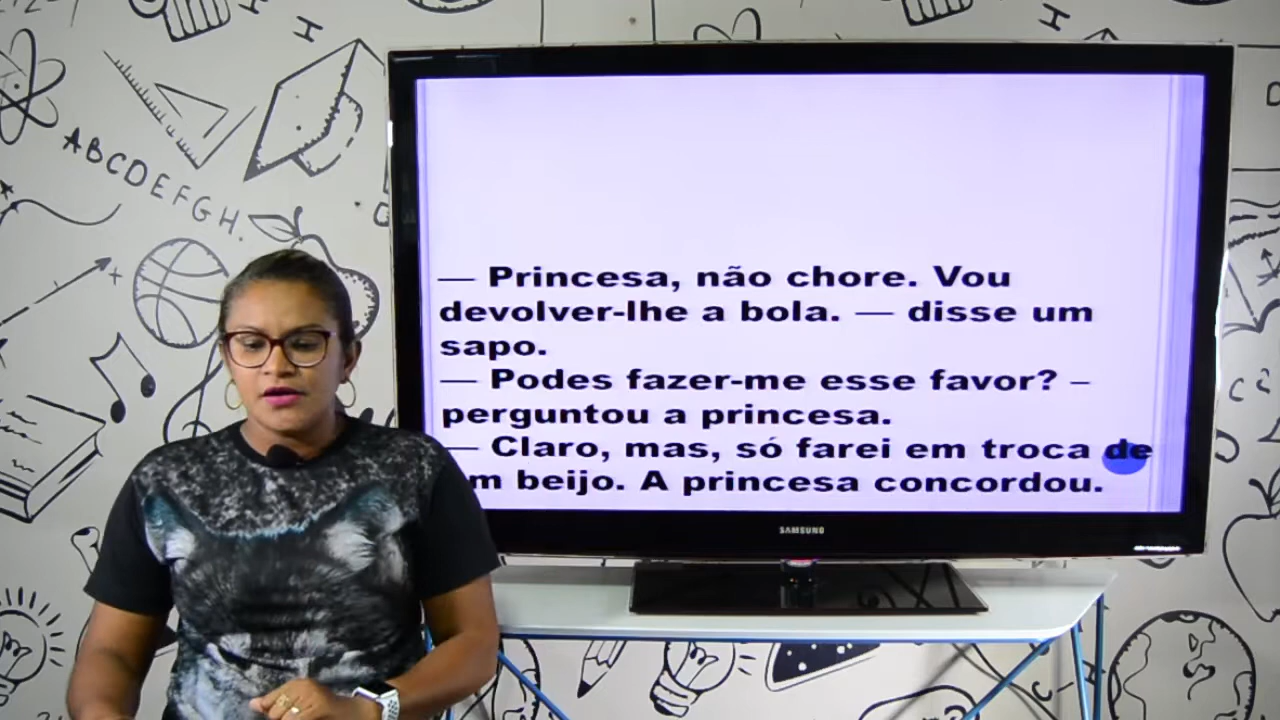 ABCDEFGH.
— Princesa, não chore. Vou
devolver-lhe a bola. — disse um
sapo.
— Podes fazer-me esse favor? –
perguntou a princesa.
— Claro, mas, só farei em troca de
m beijo. A princesa concordou.
SAMSUNG